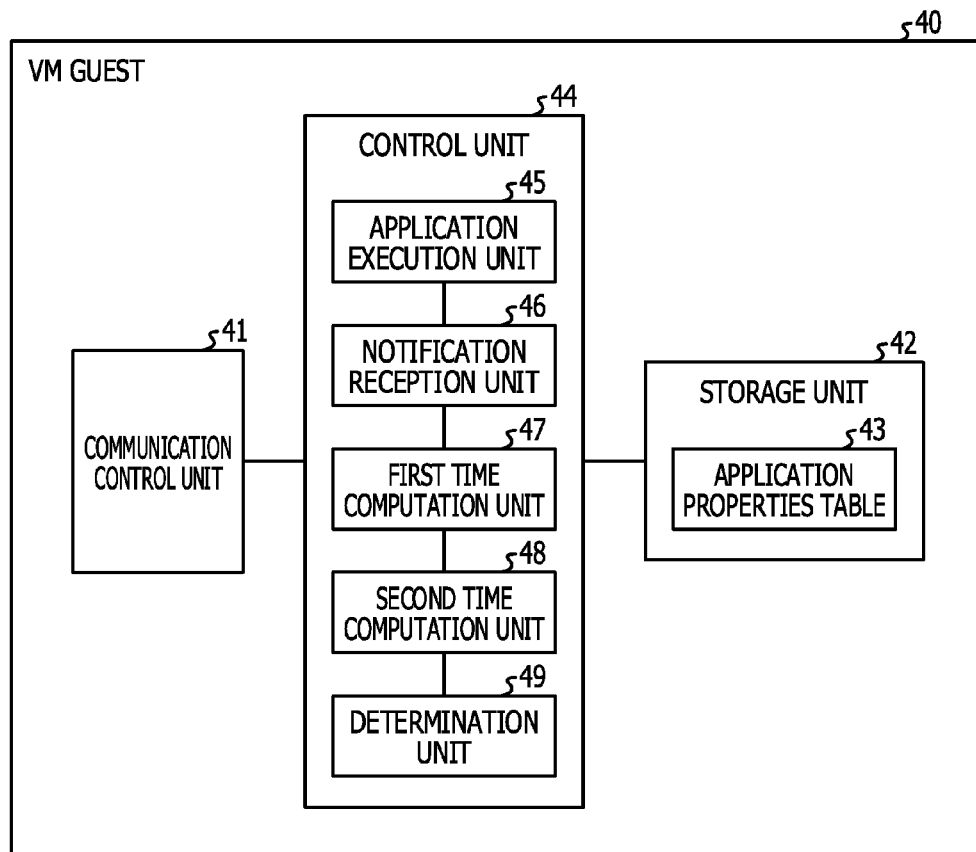 40
VM GUEST
44
CONTROL UNIT
45
APPLICATION
EXECUTION UNIT
46
NOTIFICATION
RECEPTION UNIT
47
FIRST TIME
COMPUTATION UNIT
48
SECOND TIME
COMPUTATION UNIT
49
DETERMINATION
UNIT
41
COMMUNICATION
CONTROL UNIT
42
STORAGE UNIT
43
APPLICATION
PROPERTIES TABLE